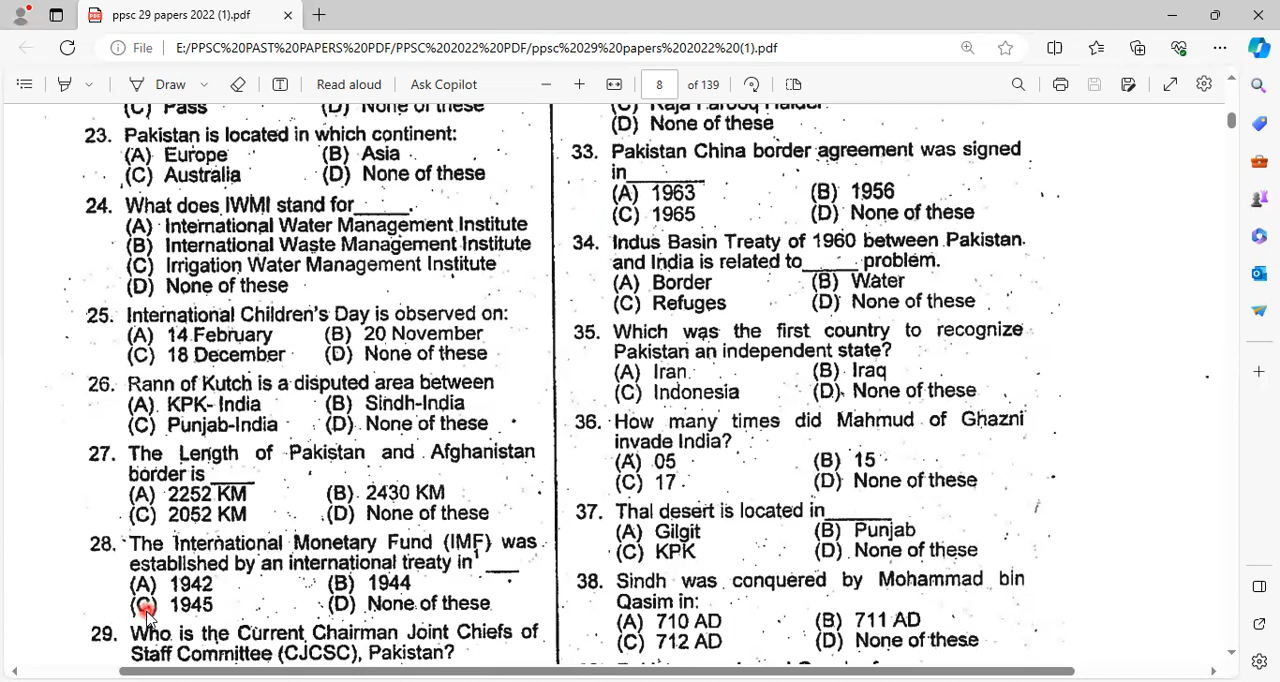 ppsc 29 papers 2022 (1).pdf
File E:/PPSC%20PAST%20PAPERS%20PDF/PPSC%202022%20PDF/ppsc%2029%20papers%202022%20(1).pdf
Draw Read aloud Ask Copilot 8 of 139
(C) Pass (D) None of these
23. Pakistan is located in which continent:
(A) Europe (B) Asia
(C) Australia (D) None of these
24. What does IWMI stand for_____.
(A) International Water Management Institute
(B) International Waste Management Institute
(C) Irrigation Water Management Institute
(D) None of these
25. International Children's Day is observed on:
(A) 14 February (B) 20 November
(C) 18 December (D) None of these
26. Rann of Kutch is a disputed area between
(A) KPK- India (B) Sindh-India
(C) Punjab-India (D) None of these
27. The Length of Pakistan and Afghanistan
border is ____
(A) 2252 KM (B) 2430 KM
(C) 2052 KM (D) None of these
28. The International Monetary Fund (IMF) was
established by an international treaty in ___
(A) 1942 (B) 1944
(C) 1945 (D) None of these
29. Who is the Current Chairman Joint Chiefs of
Staff Committee (CJCSC), Pakistan?
(C) Raja Farooq Haider
(D) None of these
33. Pakistan China border agreement was signed
in________
(A) 1963 (B) 1956
(C) 1965 (D) None of these
34. Indus Basin Treaty of 1960 between Pakistan
and India is related to_____ problem.
(A) Border (B) Water
(C) Refuges (D) None of these
35. Which was the first country to recognize
Pakistan an independent state?
(A) Iran (B) Iraq
(C) Indonesia (D) None of these
36. How many times did Mahmud of Ghazni
invade India?
(A) 05 (B) 15
(C) 17 (D) None of these
37. Thal desert is located in______
(A) Gilgit (B) Punjab
(C) KPK (D) None of these
38. Sindh was conquered by Mohammad bin
Qasim in:
(A) 710 AD (B) 711 AD
(C) 712 AD (D) None of these